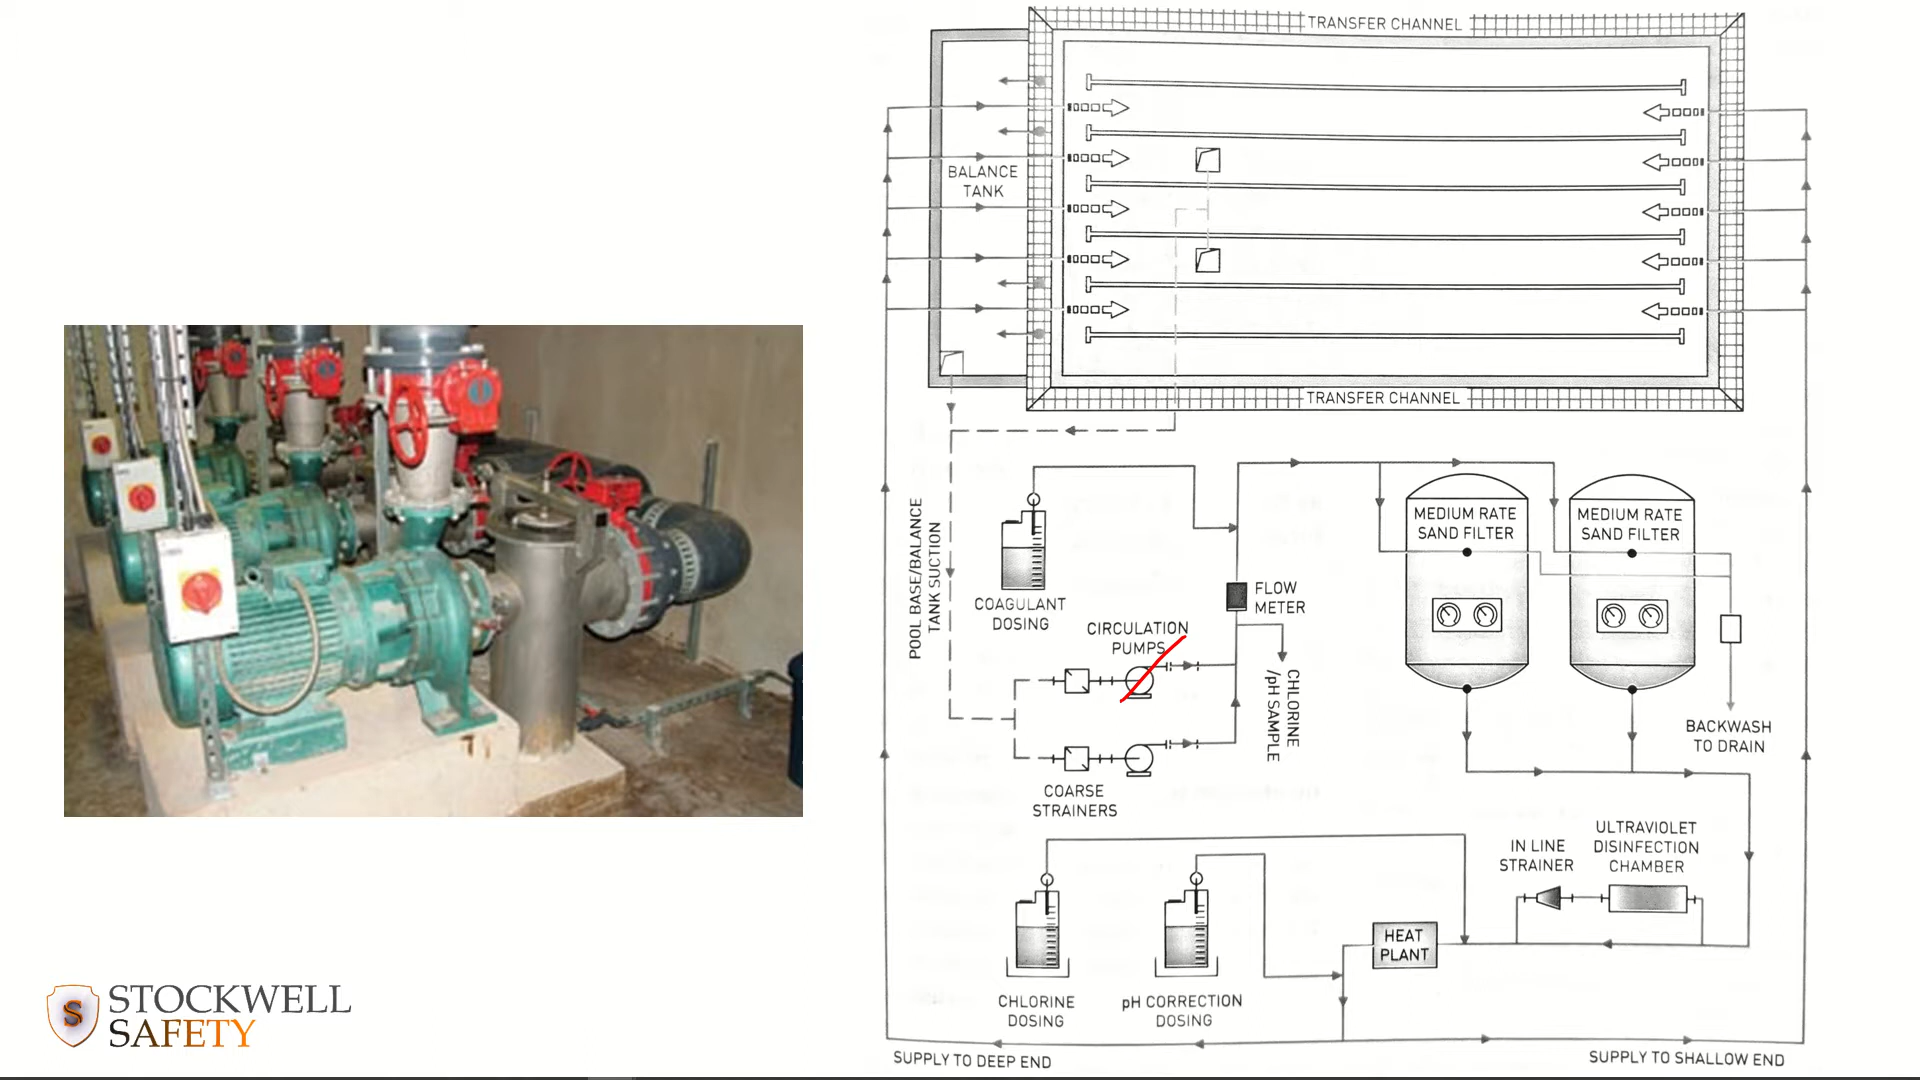 TRANSFER CHANNEL
BALANCE
TANK
TRANSFER CHANNEL
POOL BASE/BALANCE
TANK SUCTION
COAGULANT
DOSING
FLOW
METER
CIRCULATION
PUMPS
CHLORINE
/pH SAMPLE
COARSE
STRAINERS
MEDIUM RATE
SAND FILTER
MEDIUM RATE
SAND FILTER
BACKWASH
TO DRAIN
IN LINE
STRAINER
ULTRAVIOLET
DISINFECTION
CHAMBER
HEAT
PLANT
CHLORINE
DOSING
pH CORRECTION
DOSING
SUPPLY TO DEEP END
SUPPLY TO SHALLOW END
S
STOCKWELL
SAFETY